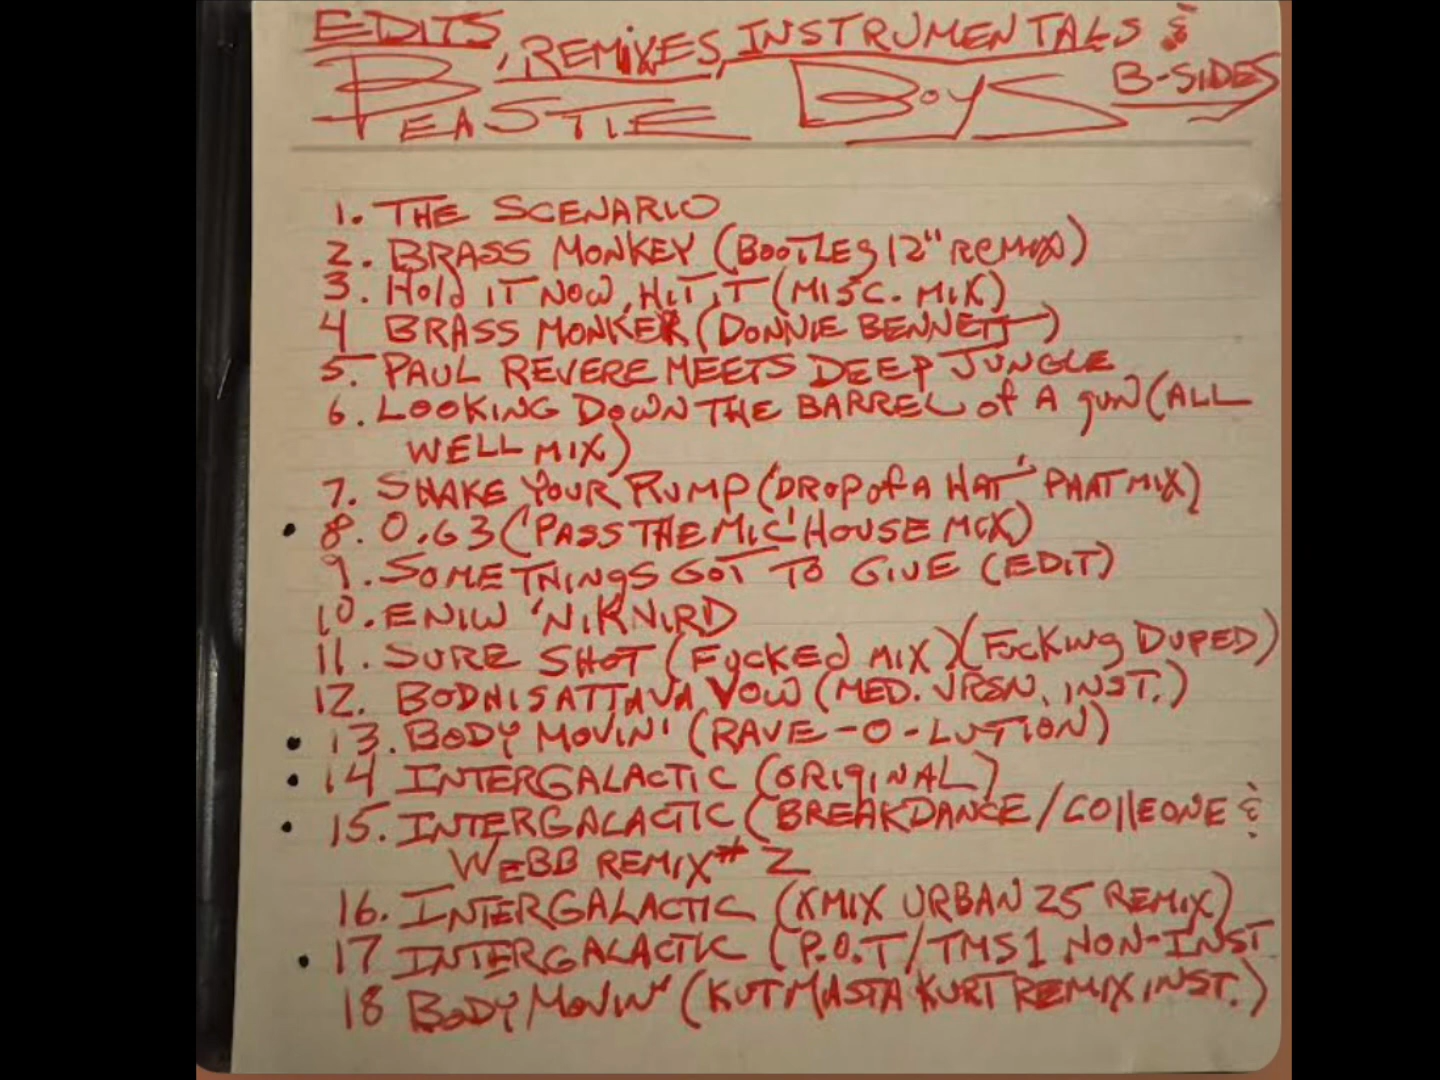 EDITS, REMIXES, INSTRUMENTALS &
B-SIDES
BEASTIE BOYS
1. THE SCENARIO
2. BRASS MONKEY (BOOTLEG 12" REMIX)
3. HOLD IT NOW, HIT IT (MISC. MIX)
4 BRASS MONKEY (DONNIE BENNETT)
5. PAUL REVERE MEETS DEEP JUNGLE
6. LOOKING DOWN THE BARREL of A gUN (ALL
WELL MIX)
7. SHAKE YOUR RUMP ('DROP of A HAT' PHAT MIX)
• 8. 0.63 ('PASS THE MIC' HOUSE MIX)
9. SOMETHINGS GOT TO GIVE (EDIT)
10. ENIW 'NIKNIRD
11. SURE SHOT (FUCKED MIX) (FUCKING DUPED)
12. BODHISATTAVA VOW (MED. VRSN. INST.)
• 13. BODY MOVIN' (RAVE-O-LUTION)
• 14 INTERGALACTIC (ORIGINAL)
• 15. INTERGALACTIC (BREAKDANCE/COLLEONE &
WEBB REMIX #2
16. INTERGALACTIC (XMIX URBAN 25 REMIX)
• 17 INTERGALACTIC (P.O.T/TMS1 NON-INST
18 BODY MOVIN' (KUTMASTA KURT REMIX INST.)